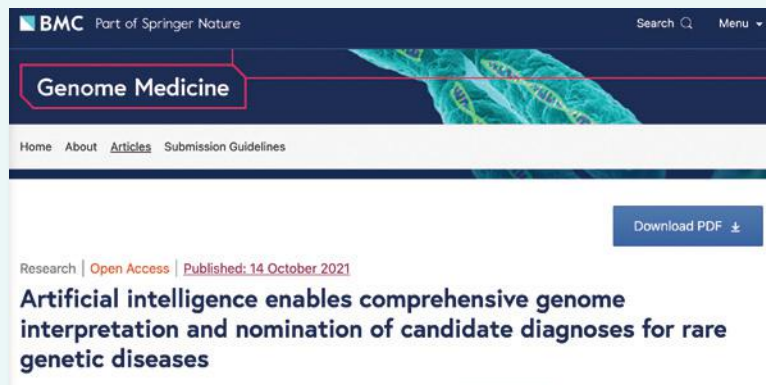 BMC Part of Springer Nature
Search
Menu
Genome Medicine
Home About Articles Submission Guidelines
Download PDF
Research | Open Access | Published: 14 October 2021
Artificial intelligence enables comprehensive genome
interpretation and nomination of candidate diagnoses for rare
genetic diseases